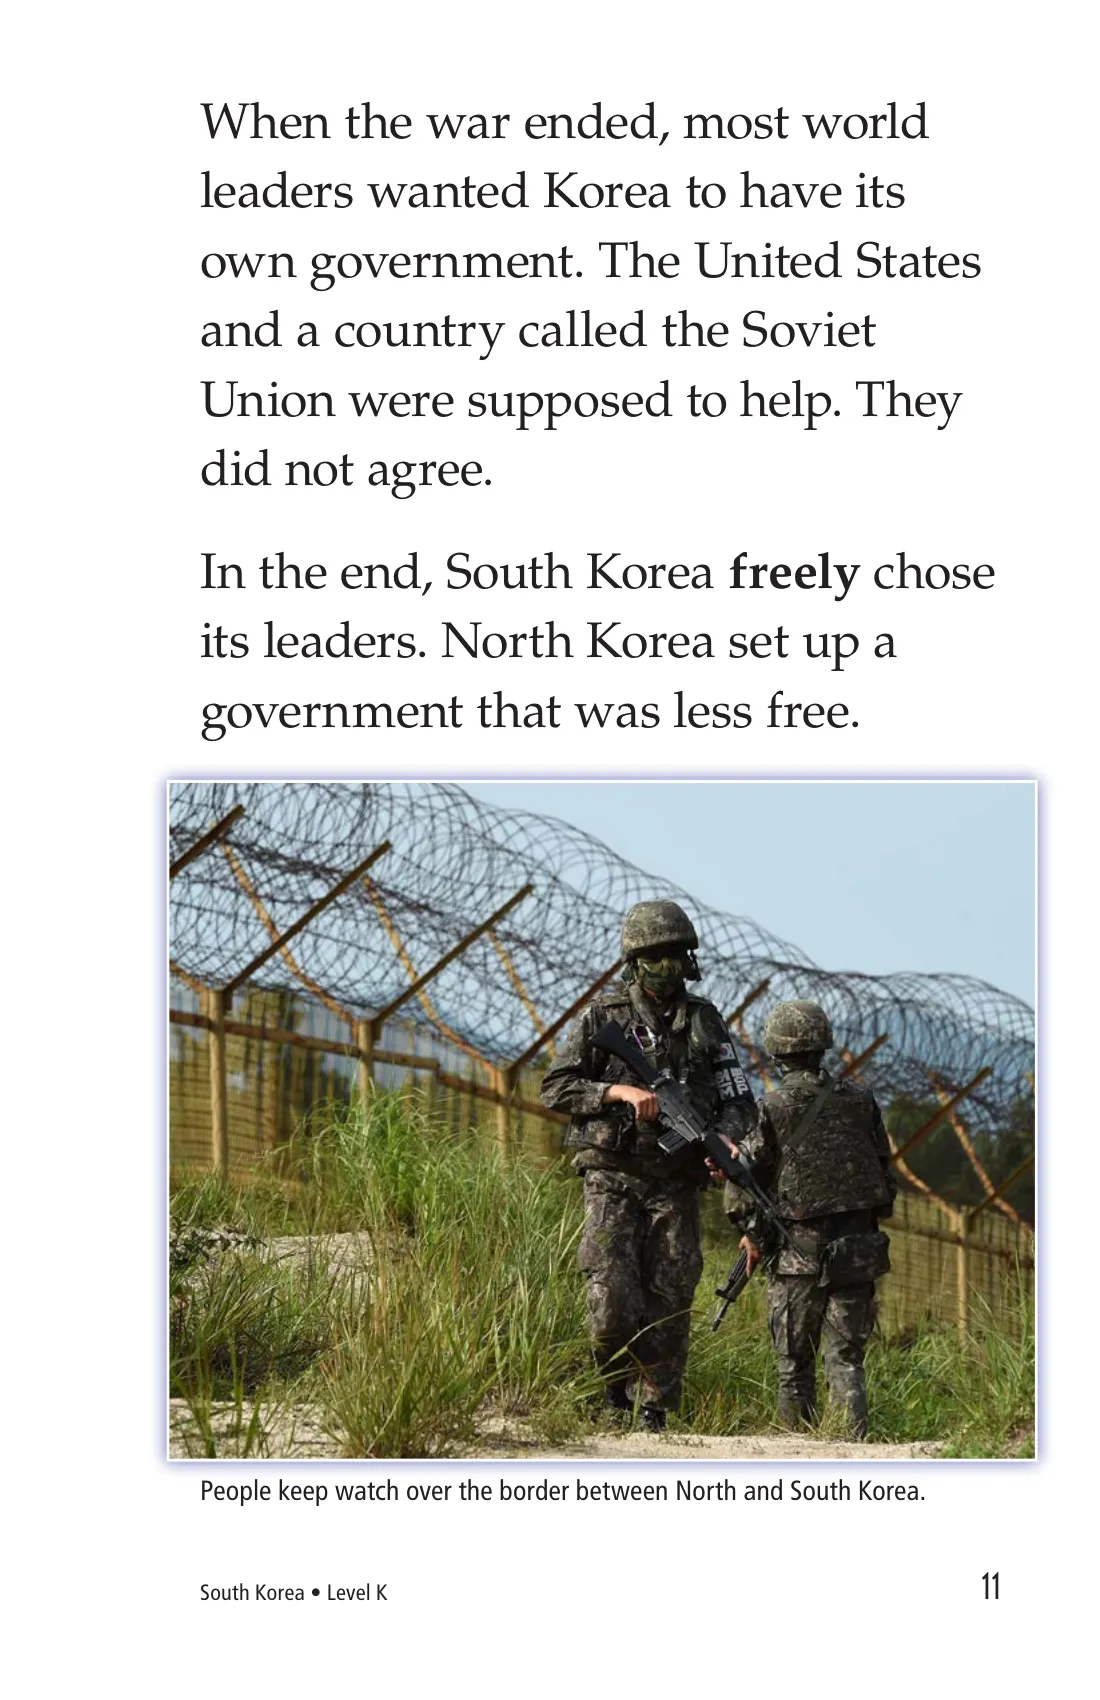 When the war ended, most world
leaders wanted Korea to have its
own government. The United States
and a country called the Soviet
Union were supposed to help. They
did not agree.
In the end, South Korea freely chose
its leaders. North Korea set up a
government that was less free.
People keep watch over the border between North and South Korea.
South Korea • Level K
11